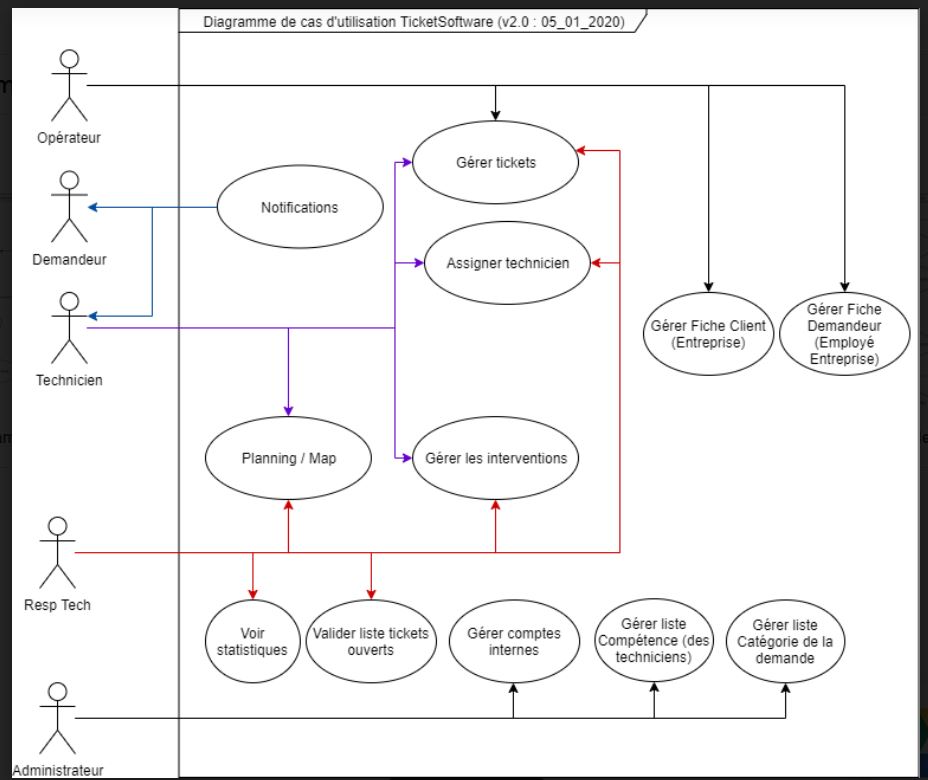 Diagramme de cas d'utilisation TicketSoftware (v2.0 : 05_01_2020)
Opérateur
Gérer tickets
Notifications
Demandeur
Assigner technicien
Gérer Fiche Client
(Entreprise)
Gérer Fiche
Demandeur
(Employé
Entreprise)
Technicien
Planning / Map
Gérer les interventions
Resp Tech
Voir
statistiques
Valider liste tickets
ouverts
Gérer comptes
internes
Gérer liste
Compétence (des
techniciens)
Gérer liste
Catégorie de la
demande
Administrateur